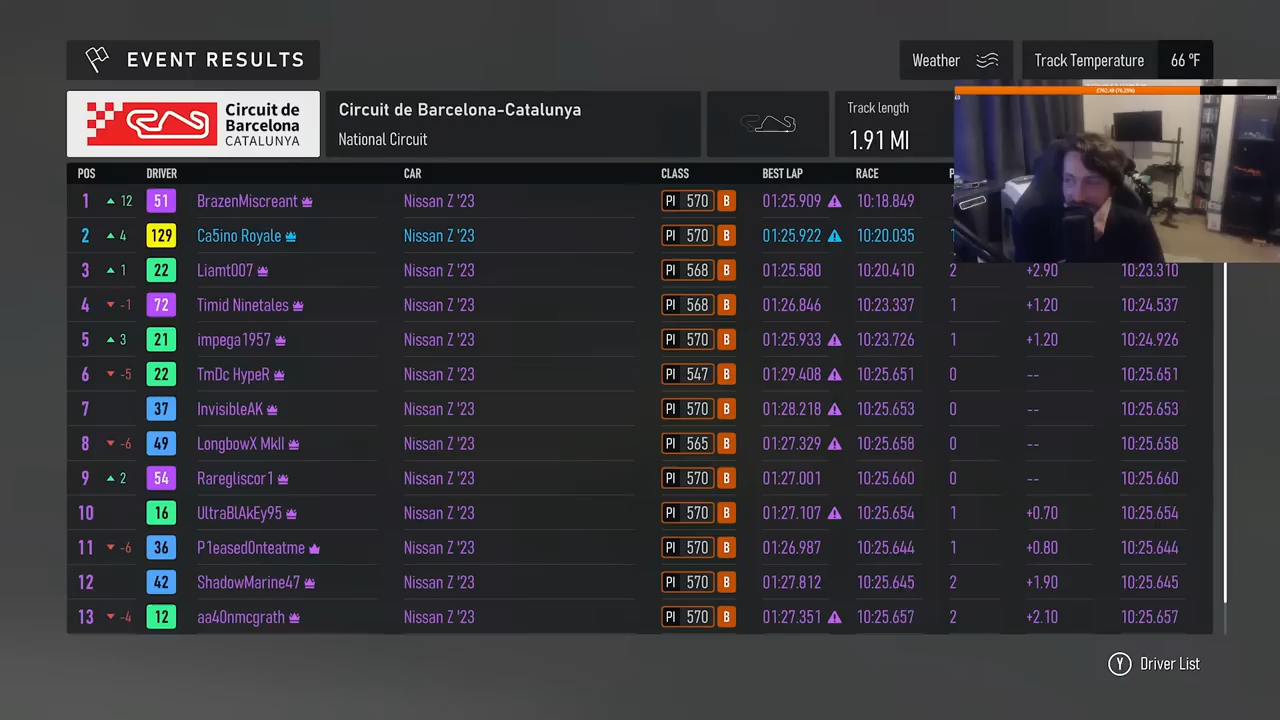 EVENT RESULTS
Weather
Track Temperature 66 °F
Circuit de
Barcelona
CATALUNYA
Circuit de Barcelona-Catalunya
National Circuit
Track length
1.91 MI
£762.48 (76.25%)
£0
POS DRIVER CAR CLASS BEST LAP RACE P
1 12 51 BrazenMiscreant Nissan Z '23 PI 570 B 01:25.909 10:18.849
2 4 129 Ca5ino Royale Nissan Z '23 PI 570 B 01:25.922 10:20.035
3 1 22 Liamt007 Nissan Z '23 PI 568 B 01:25.580 10:20.410 2 +2.90 10:23.310
4 -1 72 Timid Ninetales Nissan Z '23 PI 568 B 01:26.846 10:23.337 1 +1.20 10:24.537
5 3 21 impega1957 Nissan Z '23 PI 570 B 01:25.933 10:23.726 1 +1.20 10:24.926
6 -5 22 TmDc HypeR Nissan Z '23 PI 547 B 01:29.408 10:25.651 0 -- 10:25.651
7 37 InvisibleAK Nissan Z '23 PI 570 B 01:28.218 10:25.653 0 -- 10:25.653
8 -6 49 LongbowX MkII Nissan Z '23 PI 565 B 01:27.329 10:25.658 0 -- 10:25.658
9 2 54 Raregliscor1 Nissan Z '23 PI 570 B 01:27.001 10:25.660 0 -- 10:25.660
10 16 UltraBlAkEy95 Nissan Z '23 PI 570 B 01:27.107 10:25.654 1 +0.70 10:25.654
11 -6 36 P1eased0nteatme Nissan Z '23 PI 570 B 01:26.987 10:25.644 1 +0.80 10:25.644
12 42 ShadowMarine47 Nissan Z '23 PI 570 B 01:27.812 10:25.645 2 +1.90 10:25.645
13 -4 12 aa40nmcgrath Nissan Z '23 PI 570 B 01:27.351 10:25.657 2 +2.10 10:25.657
Y Driver List